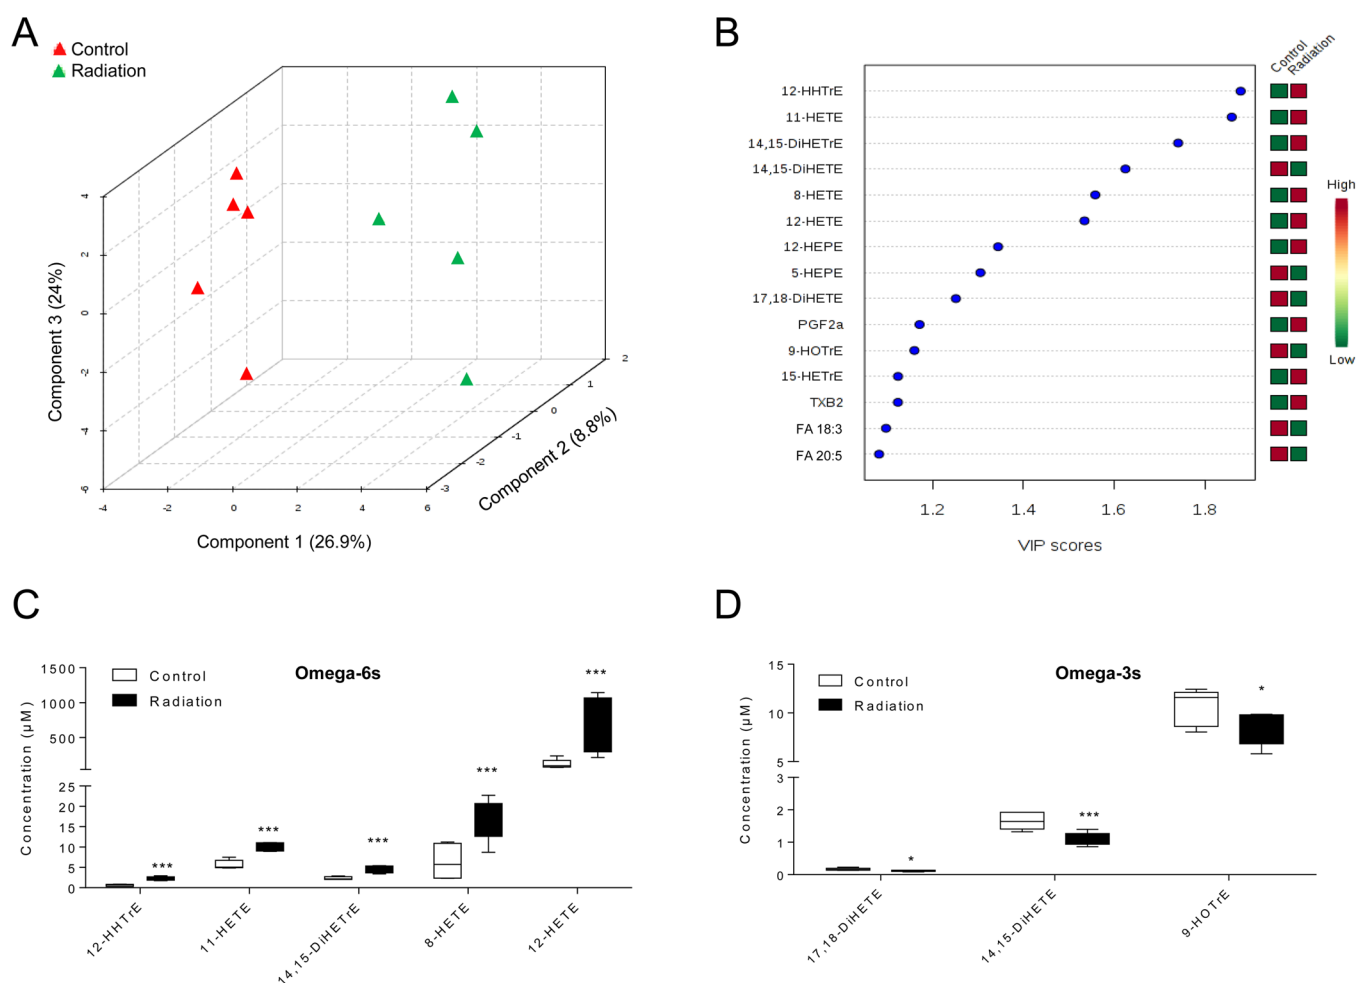 A
Control
Radiation
4
2
0
-2
-4
-6
Component 3 (24%)
-4
-2
0
2
4
6
Component 1 (26.9%)
-3
-2
-1
0
1
2
Component 2 (8.8%)
B
Control
Radiation
12-HHTrE
11-HETE
14,15-DiHETrE
14,15-DiHETE
8-HETE
12-HETE
12-HEPE
5-HEPE
17,18-DiHETE
PGF2a
9-HOTrE
15-HETrE
TXB2
FA 18:3
FA 20:5
1.2
1.4
1.6
1.8
VIP scores
High
Low
C
Omega-6s
Control
Radiation
Concentration (µM)
1500
1000
500
25
20
15
10
5
0
***
***
***
***
***
12-HHTrE
11-HETE
14,15-DiHETrE
8-HETE
12-HETE
D
Omega-3s
Control
Radiation
Concentration (µM)
15
10
5
3
2
1
0
*
***
*
17,18-DiHETE
14,15-DiHETE
9-HOTrE